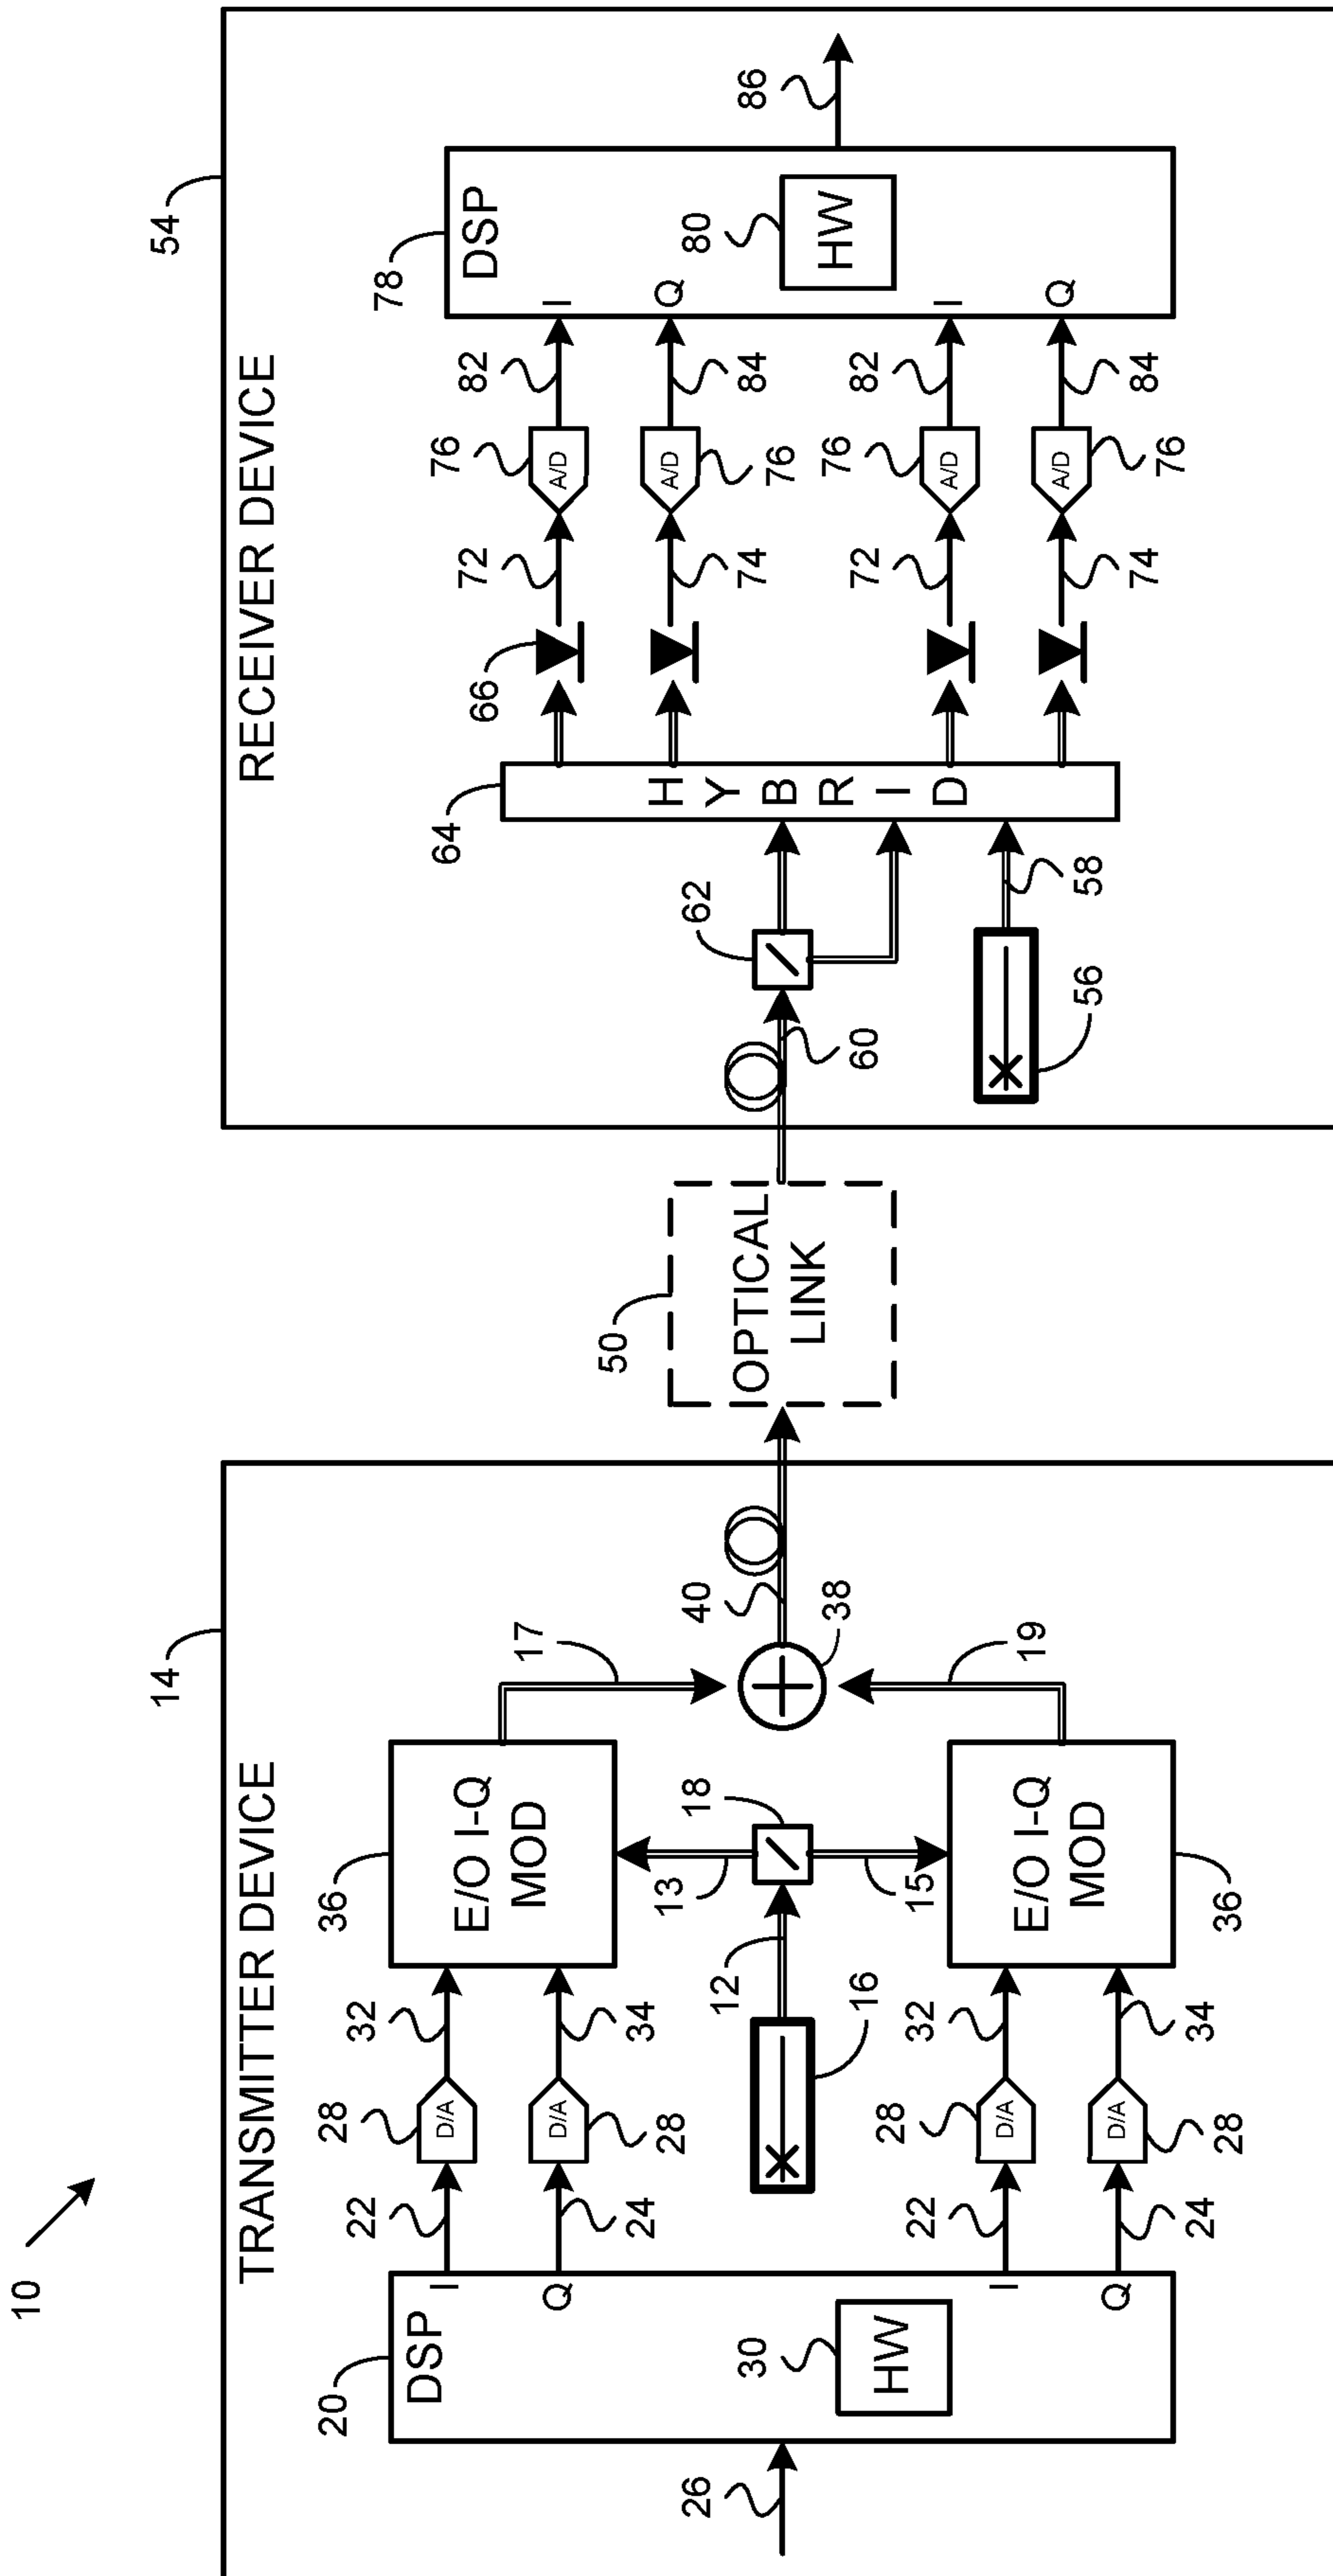 10
TRANSMITTER DEVICE
14
26
20
DSP
30
HW
I
Q
I
Q
22
24
22
24
28
28
28
28
D/A
D/A
D/A
D/A
32
34
32
34
36
E/O I-Q
MOD
36
E/O I-Q
MOD
16
12
18
13
15
17
19
38
40
50
OPTICAL
LINK
RECEIVER DEVICE
54
60
62
56
58
64
H
Y
B
R
I
D
66
72
74
72
74
76
76
76
76
A/D
A/D
A/D
A/D
82
84
82
84
I
Q
I
Q
78
DSP
80
HW
86